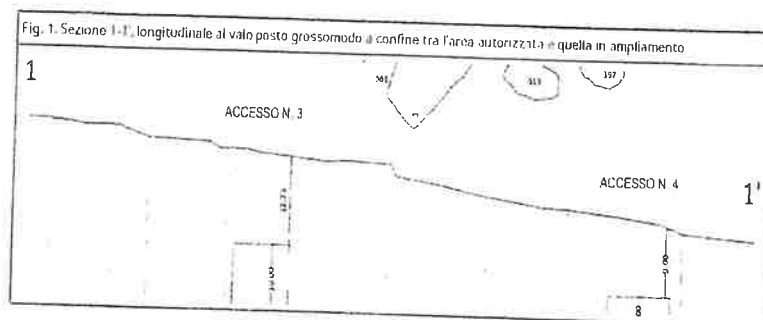 Fig. 1. Sezione 1-1', longitudinale al valo posto grossomodo a confine tra l'area autorizzata e quella in ampliamento
1
ACCESSO N. 3
ACCESSO N. 4
1'
397
8